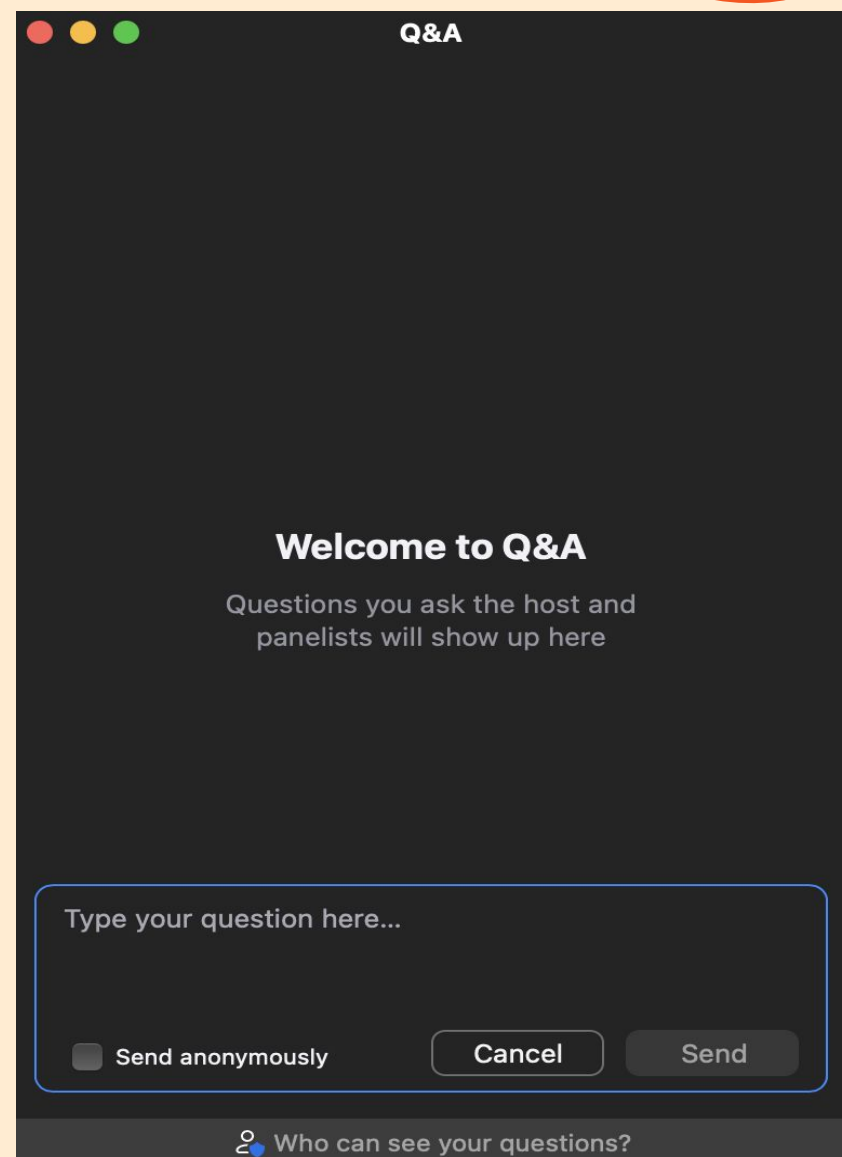 Q&A
Welcome to Q&A
Questions you ask the host and
panelists will show up here
Type your question here...
Send anonymously
Cancel
Send
Who can see your questions?